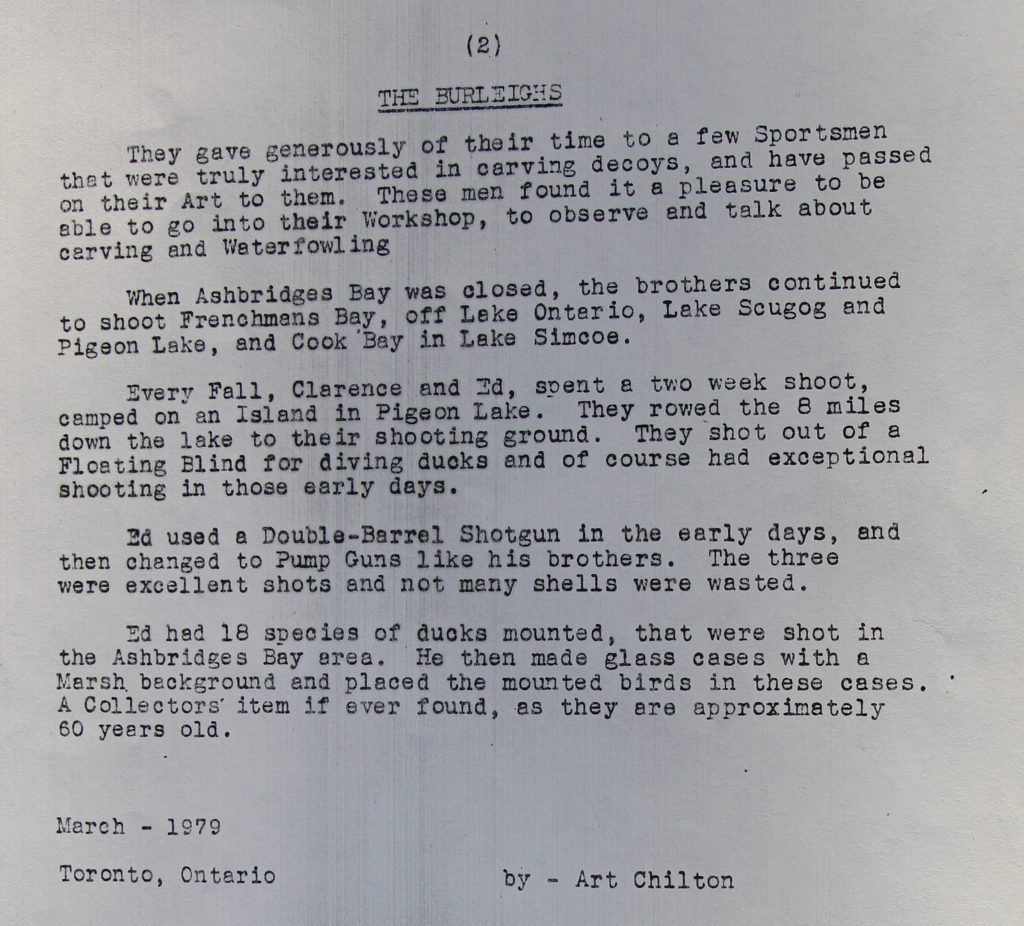 (2)
THE BURLEIGHS
They gave generously of their time to a few Sportsmen
that were truly interested in carving decoys, and have passed
on their Art to them. These men found it a pleasure to be
able to go into their Workshop, to observe and talk about
carving and Waterfowling
When Ashbridges Bay was closed, the brothers continued
to shoot Frenchmans Bay, off Lake Ontario, Lake Scugog and
Pigeon Lake, and Cook Bay in Lake Simcoe.
Every Fall, Clarence and Ed, spent a two week shoot,
camped on an Island in Pigeon Lake. They rowed the 8 miles
down the lake to their shooting ground. They shot out of a
Floating Blind for diving ducks and of course had exceptional
shooting in those early days.
Ed used a Double-Barrel Shotgun in the early days, and
then changed to Pump Guns like his brothers. The three
were excellent shots and not many shells were wasted.
Ed had 18 species of ducks mounted, that were shot in
the Ashbridges Bay area. He then made glass cases with a
Marsh background and placed the mounted birds in these cases.
A Collectors' item if ever found, as they are approximately
60 years old.
March - 1979
Toronto, Ontario
by - Art Chilton